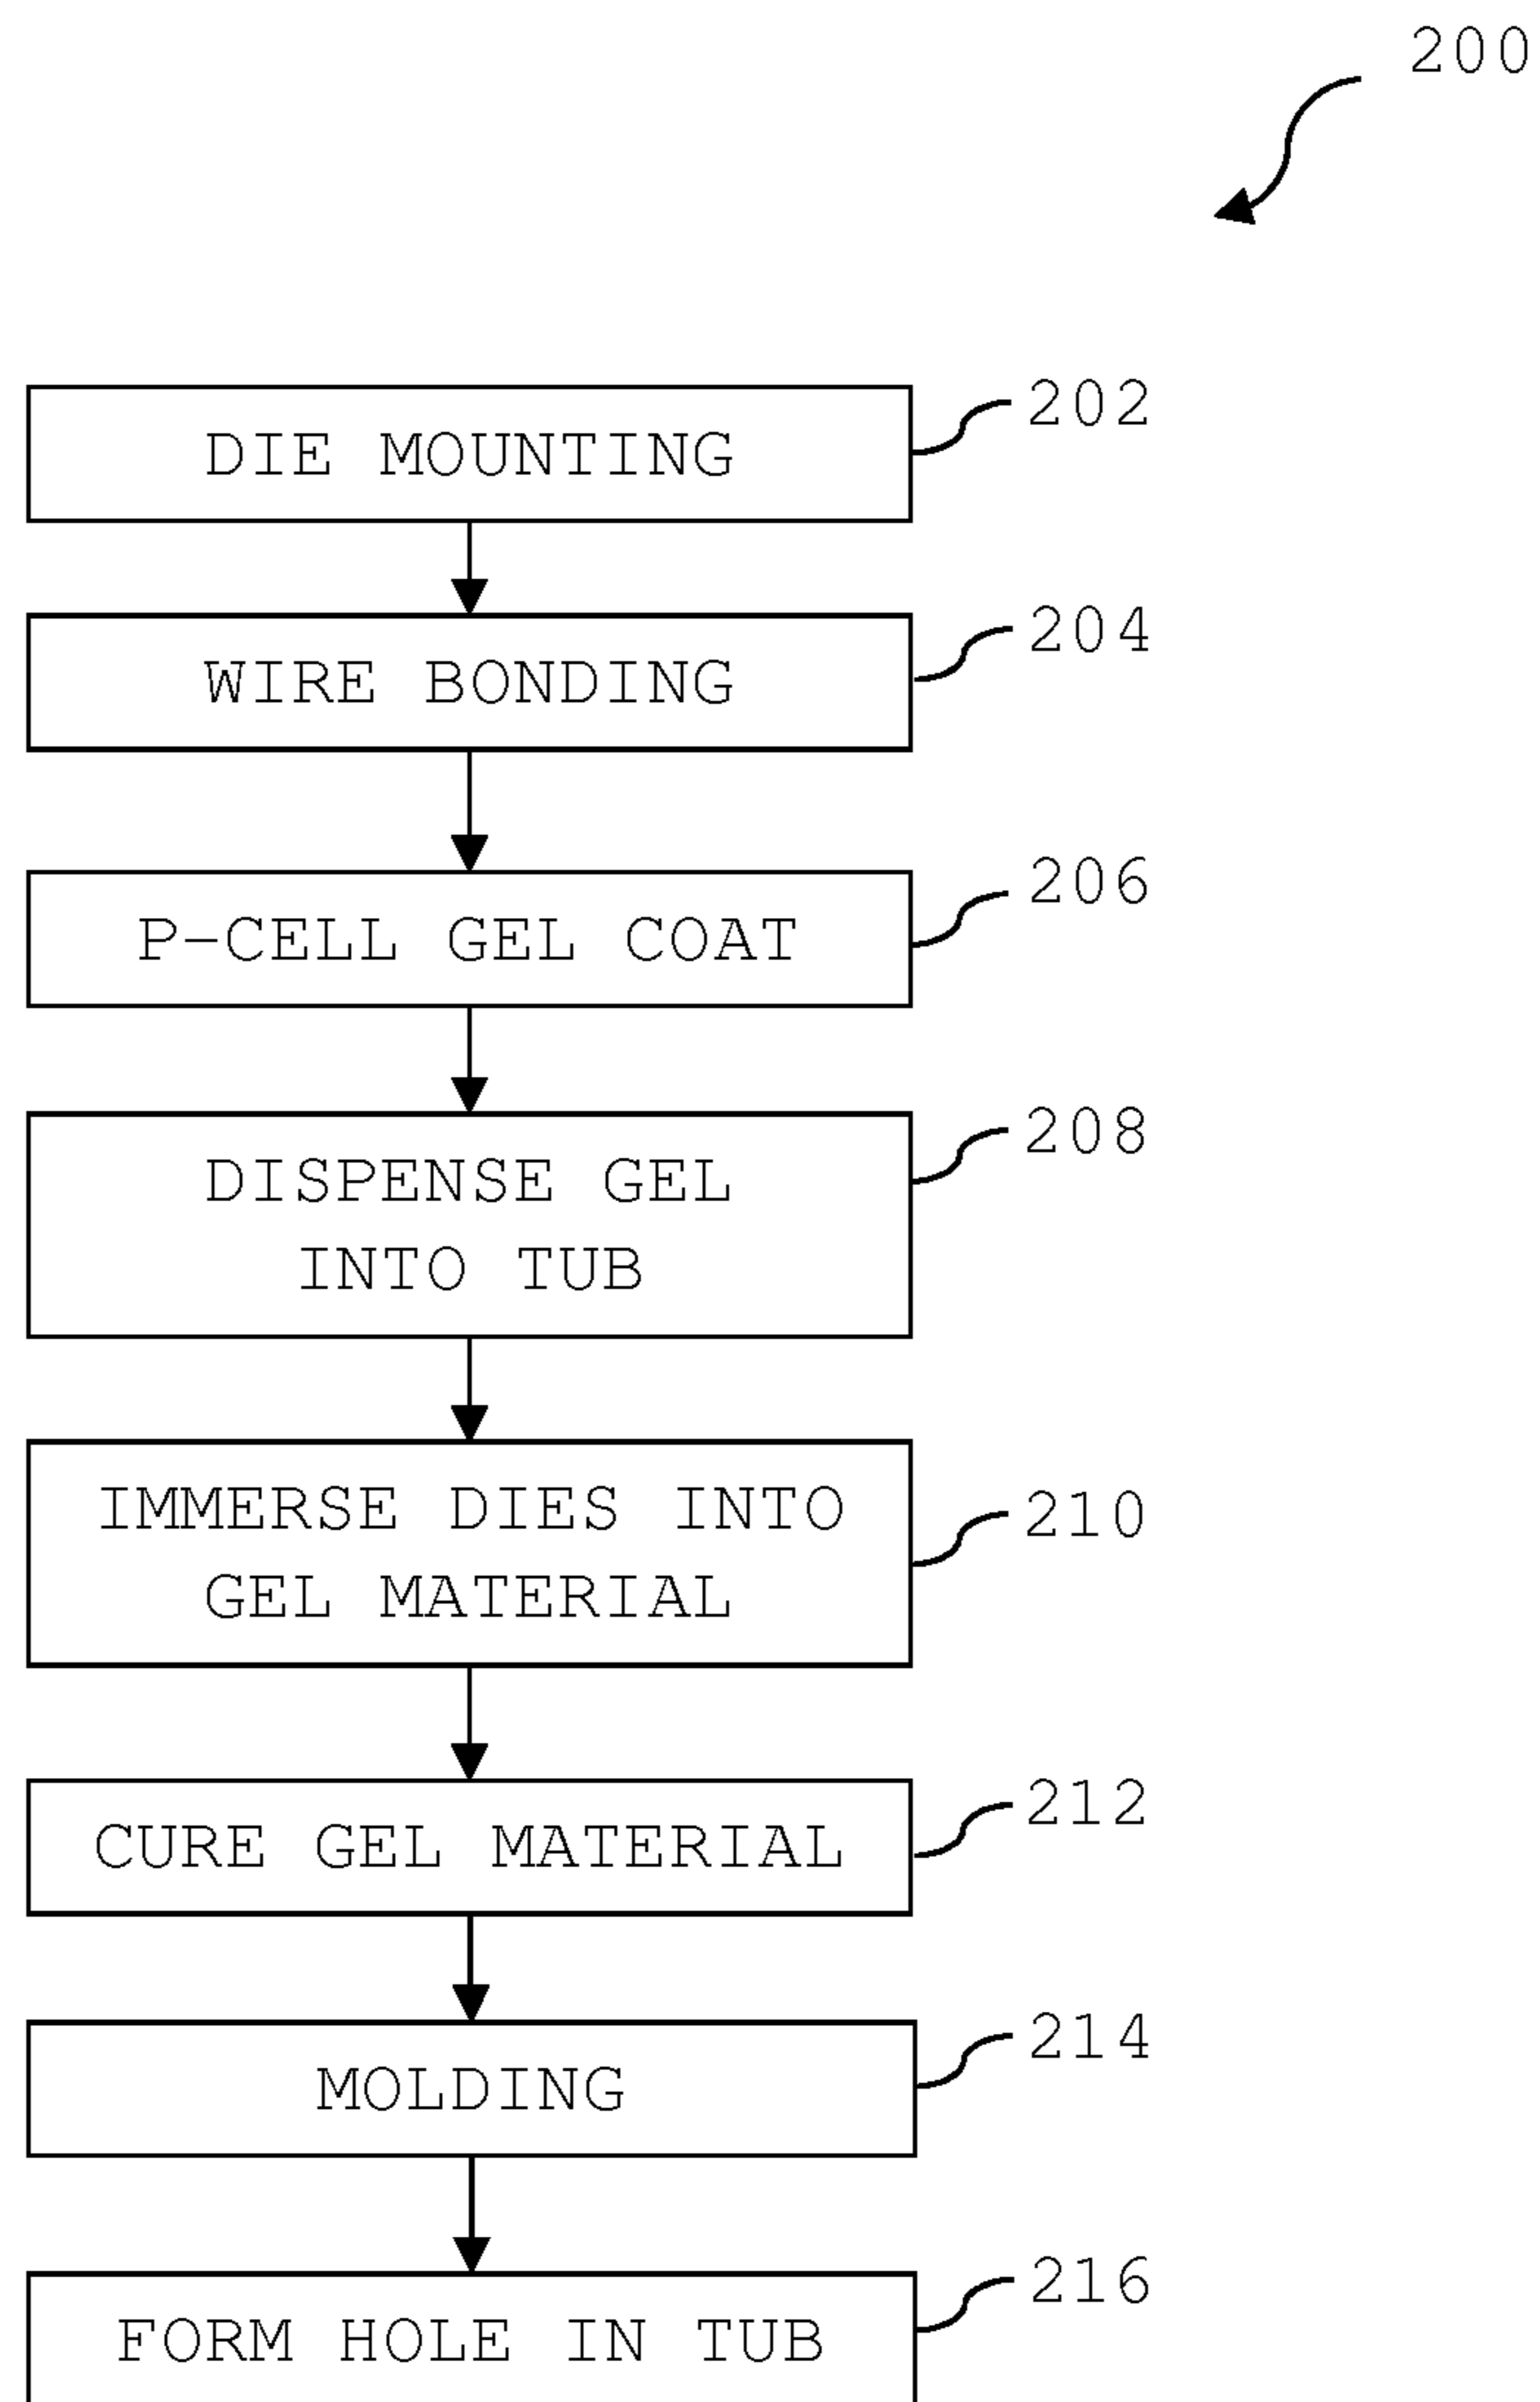 200
DIE MOUNTING
202
WIRE BONDING
204
P-CELL GEL COAT
206
DISPENSE GEL
INTO TUB
208
IMMERSE DIES INTO
GEL MATERIAL
210
CURE GEL MATERIAL
212
MOLDING
214
FORM HOLE IN TUB
216